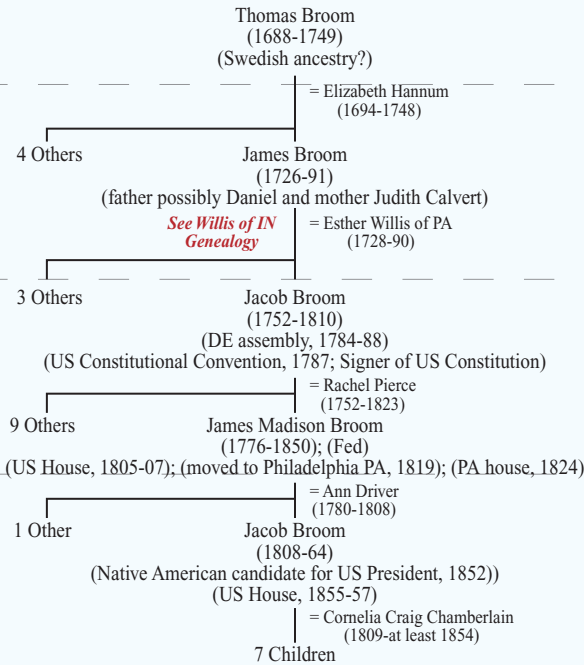 Thomas Broom
(1688-1749)
(Swedish ancestry?)
= Elizabeth Hannum
(1694-1748)
4 Others
James Broom
(1726-91)
(father possibly Daniel and mother Judith Calvert)
See Willis of IN
Genealogy
= Esther Willis of PA
(1728-90)
3 Others
Jacob Broom
(1752-1810)
(DE assembly, 1784-88)
(US Constitutional Convention, 1787; Signer of US Constitution)
= Rachel Pierce
(1752-1823)
9 Others
James Madison Broom
(1776-1850); (Fed)
(US House, 1805-07); (moved to Philadelphia PA, 1819); (PA house, 1824)
= Ann Driver
(1780-1808)
1 Other
Jacob Broom
(1808-64)
(Native American candidate for US President, 1852))
(US House, 1855-57)
= Cornelia Craig Chamberlain
(1809-at least 1854)
7 Children